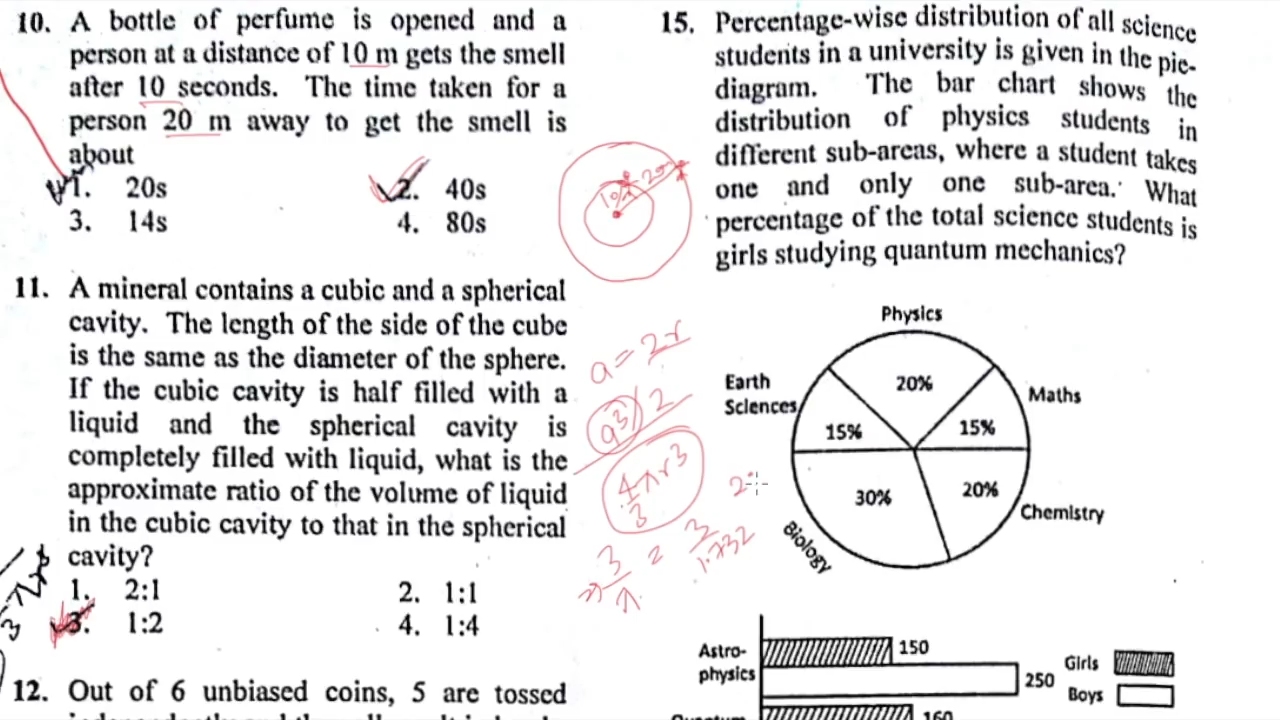 10. A bottle of perfume is opened and a
person at a distance of 10 m gets the smell
after 10 seconds. The time taken for a
person 20 m away to get the smell is
about
1. 20s 2. 40s
3. 14s 4. 80s
11. A mineral contains a cubic and a spherical
cavity. The length of the side of the cube
is the same as the diameter of the sphere.
If the cubic cavity is half filled with a
liquid and the spherical cavity is
completely filled with liquid, what is the
approximate ratio of the volume of liquid
in the cubic cavity to that in the spherical
cavity?
1. 2:1 2. 1:1
3. 1:2 4. 1:4
12. Out of 6 unbiased coins, 5 are tossed
a = 2r
a³/2
4/3 πr³
3/π = 3/1.732
15. Percentage-wise distribution of all science
students in a university is given in the pie-
diagram. The bar chart shows the
distribution of physics students in
different sub-areas, where a student takes
one and only one sub-area. What
percentage of the total science students is
girls studying quantum mechanics?
Physics
20%
Earth
Sciences
15%
Maths
15%
30%
20%
Chemistry
Biology
Astro-
physics
150
250
Girls
Boys
Quantum
160